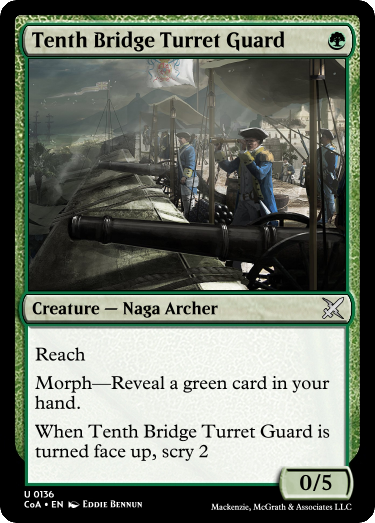 Tenth Bridge Turret Guard
Creature — Naga Archer
Reach
Morph—Reveal a green card in your
hand.
When Tenth Bridge Turret Guard is
turned face up, scry 2
0/5
U 0136
CoA • EN Eddie Bennun
Mackenzie, McGrath & Associates LLC